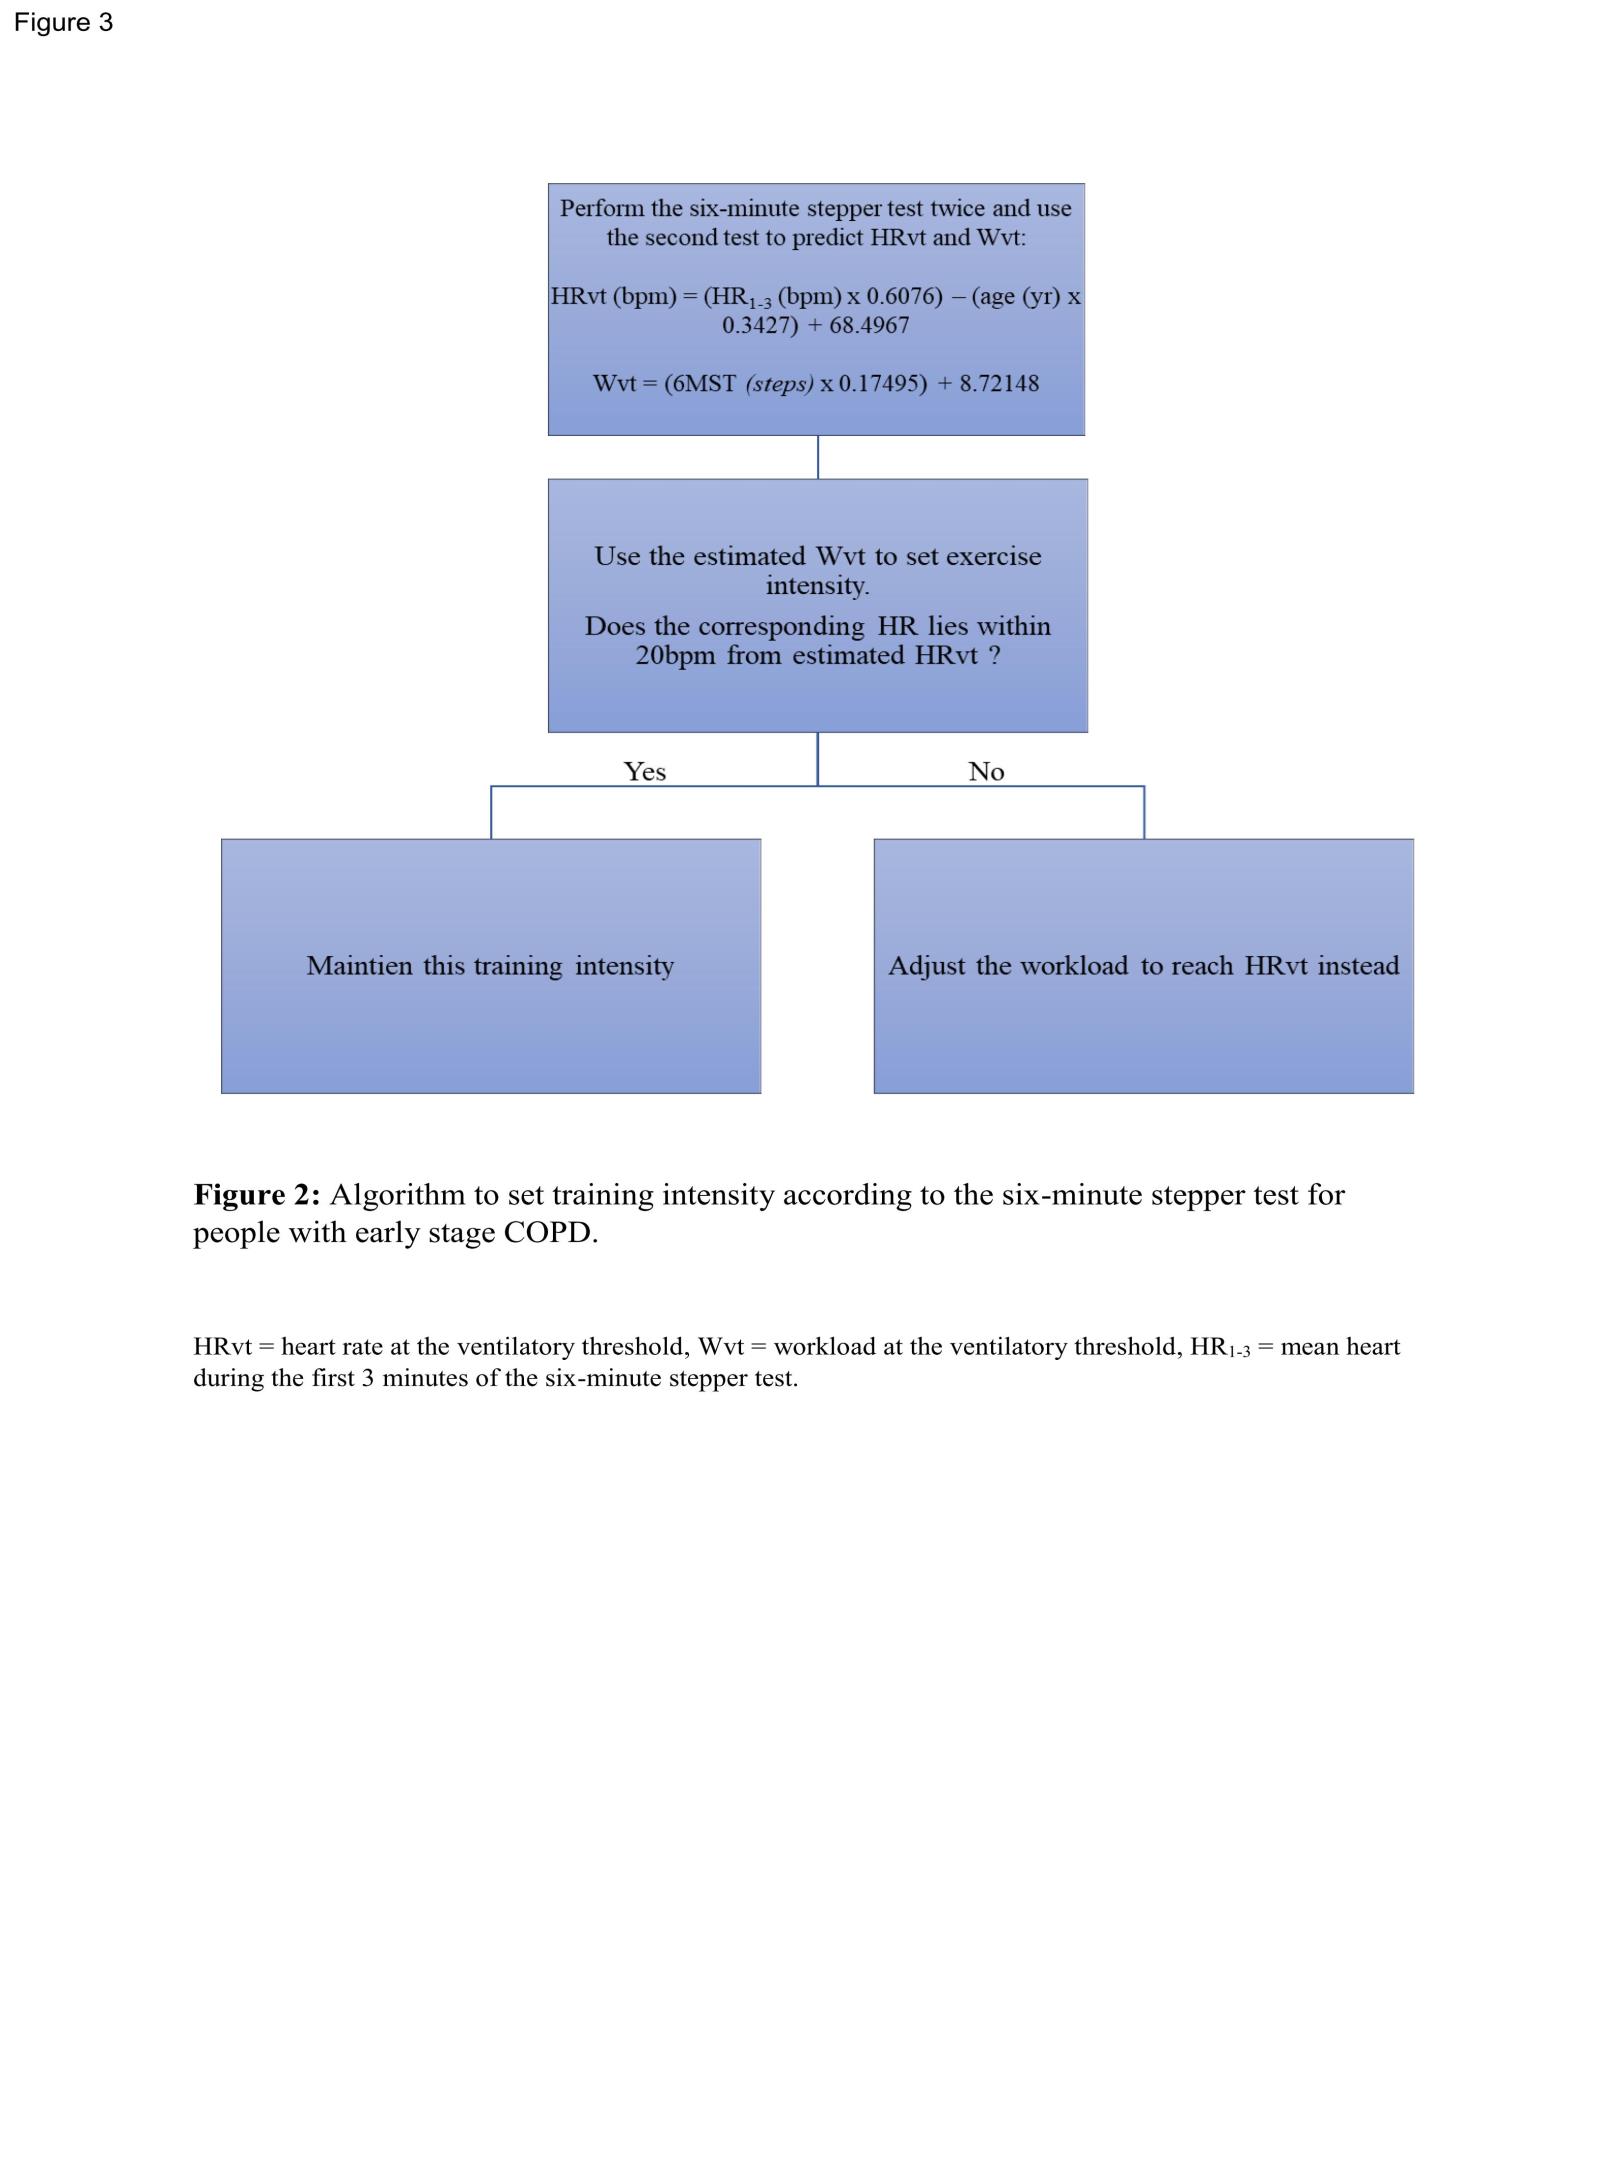 Figure 3
Perform the six-minute stepper test twice and use
the second test to predict HRvt and Wvt:
HRvt (bpm) = (HR₁₋₃ (bpm) x 0.6076) – (age (yr) x
0.3427) + 68.4967
Wvt = (6MST (steps) x 0.17495) + 8.72148
Use the estimated Wvt to set exercise
intensity.
Does the corresponding HR lies within
20bpm from estimated HRvt ?
Yes
No
Maintien this training intensity
Adjust the workload to reach HRvt instead
Figure 2: Algorithm to set training intensity according to the six-minute stepper test for
people with early stage COPD.
HRvt = heart rate at the ventilatory threshold, Wvt = workload at the ventilatory threshold, HR₁₋₃ = mean heart
during the first 3 minutes of the six-minute stepper test.